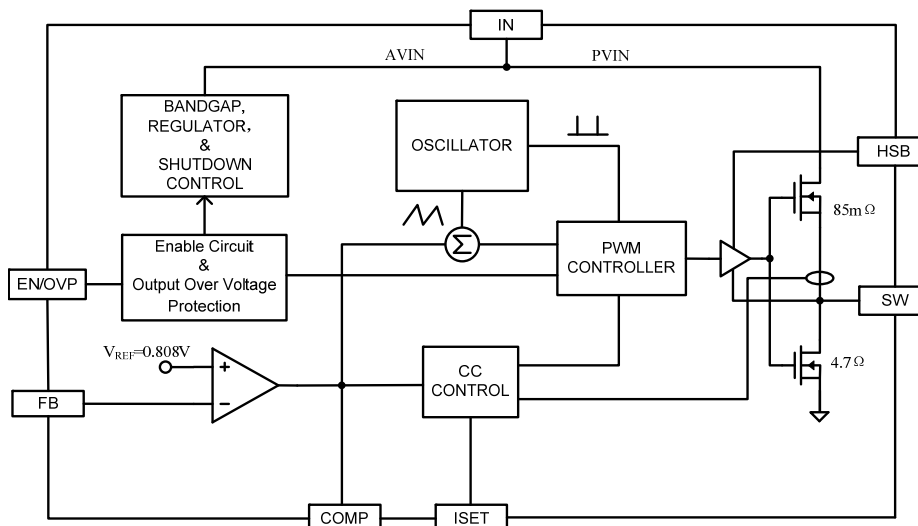 IN
AVIN
PVIN
BANDGAP,
REGULATOR,
&
SHUTDOWN
CONTROL
OSCILLATOR
HSB
85mΩ
Enable Circuit
&
Output Over Voltage
Protection
Σ
PWM
CONTROLLER
EN/OVP
SW
VREF=0.808V
+
−
4.7Ω
CC
CONTROL
FB
COMP
ISET